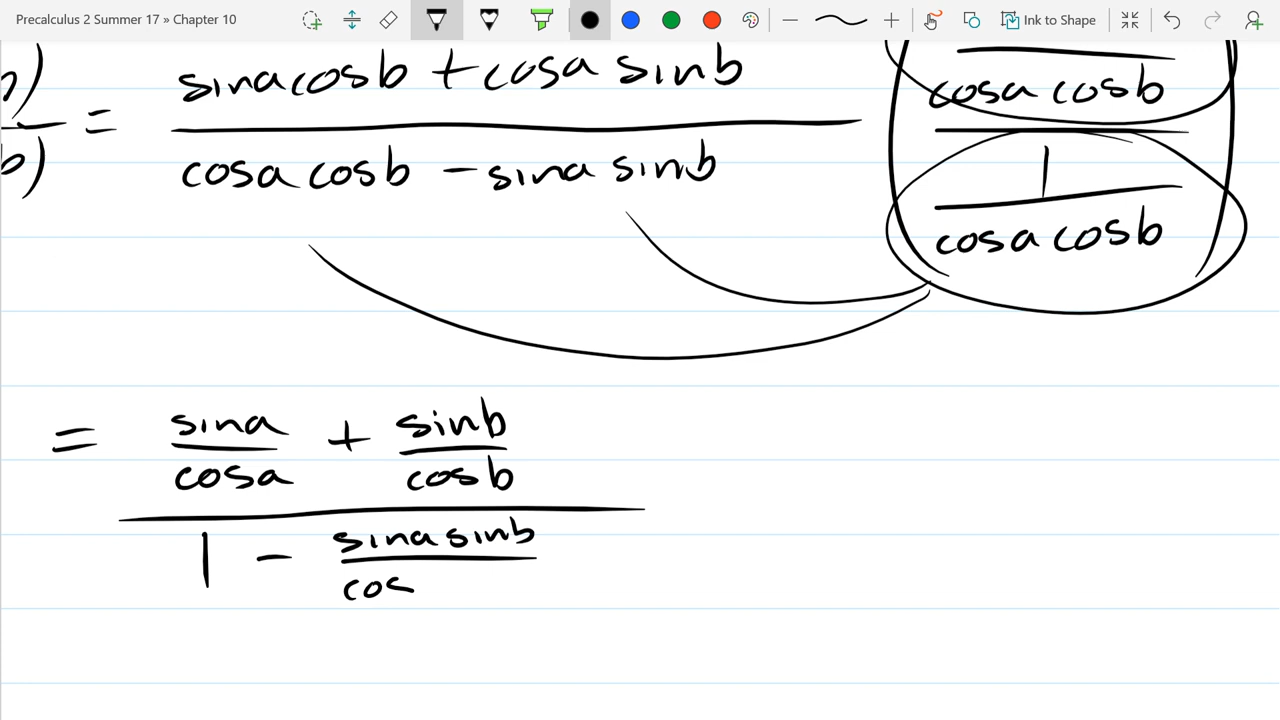 Precalculus 2 Summer 17 » Chapter 10
Ink to Shape
sina cosb + cosa sinb
cosa cosb
) =
b) cosa cosb - sina sinb
1
cosa cosb
= sina + sinb
cosa cosb
1 - sina sinb
cos